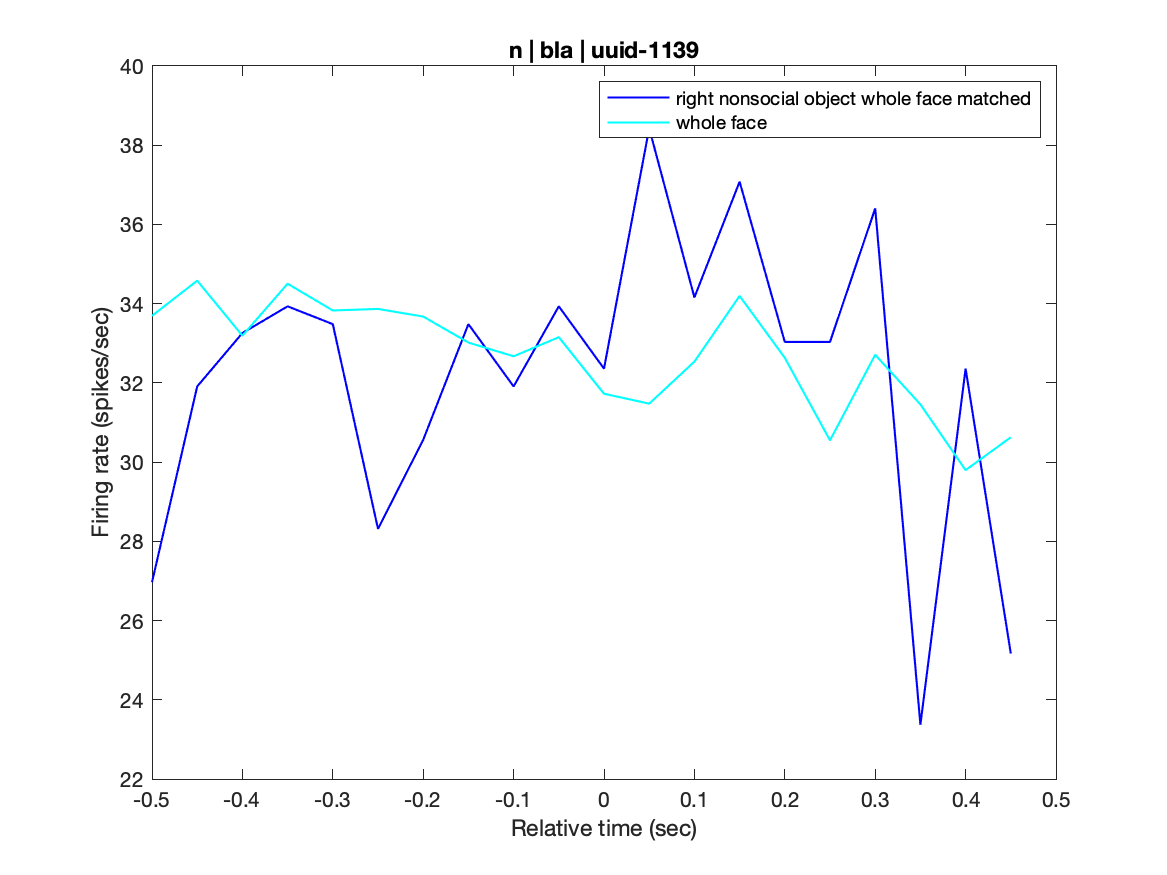 n | bla | uuid-1139
right nonsocial object whole face matched
whole face
Firing rate (spikes/sec)
40
38
36
34
32
30
28
26
24
22
-0.5 -0.4 -0.3 -0.2 -0.1 0 0.1 0.2 0.3 0.4 0.5
Relative time (sec)